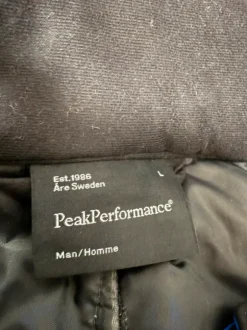 Est.1986
Åre Sweden
L
PeakPerformance®
Man/Homme